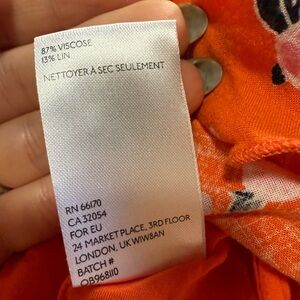 87% VISCOSE
13% LIN
NETTOYER À SEC SEULEMENT
RN 66170
CA 32054
FOR EU
24 MARKET PLACE, 3RD FLOOR
LONDON, UK W1W8AN
BATCH #
OB968110